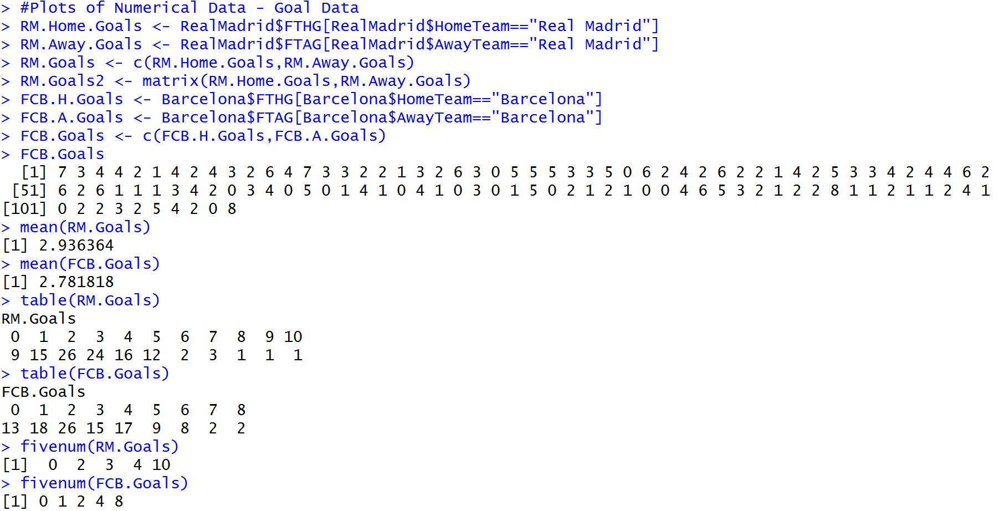 > #Plots of Numerical Data - Goal Data
> RM.Home.Goals <- RealMadrid$FTHG[RealMadrid$HomeTeam=="Real Madrid"]
> RM.Away.Goals <- RealMadrid$FTAG[RealMadrid$AwayTeam=="Real Madrid"]
> RM.Goals <- c(RM.Home.Goals,RM.Away.Goals)
> RM.Goals2 <- matrix(RM.Home.Goals,RM.Away.Goals)
> FCB.H.Goals <- Barcelona$FTHG[Barcelona$HomeTeam=="Barcelona"]
> FCB.A.Goals <- Barcelona$FTAG[Barcelona$AwayTeam=="Barcelona"]
> FCB.Goals <- c(FCB.H.Goals,FCB.A.Goals)
> FCB.Goals
  [1] 7 3 4 4 2 1 4 2 4 3 2 6 4 7 3 3 2 2 1 3 2 6 3 0 5 5 5 3 3 5 0 6 2 4 2 6 2 2 1 4 2 5 3 3 4 2 4 4 6 2
 [51] 6 2 6 1 1 1 3 4 2 0 3 4 0 5 0 1 4 1 0 4 1 0 3 0 1 5 0 2 1 2 1 0 0 4 6 5 3 2 1 2 2 8 1 1 2 1 1 2 4 1
[101] 0 2 2 3 2 5 4 2 0 8
> mean(RM.Goals)
[1] 2.936364
> mean(FCB.Goals)
[1] 2.781818
> table(RM.Goals)
RM.Goals
 0  1  2  3  4  5  6  7  8  9 10
 9 15 26 24 16 12  2  3  1  1  1
> table(FCB.Goals)
FCB.Goals
 0  1  2  3  4  5  6  7  8
13 18 26 15 17  9  8  2  2
> fivenum(RM.Goals)
[1]  0  2  3  4 10
> fivenum(FCB.Goals)
[1] 0 1 2 4 8